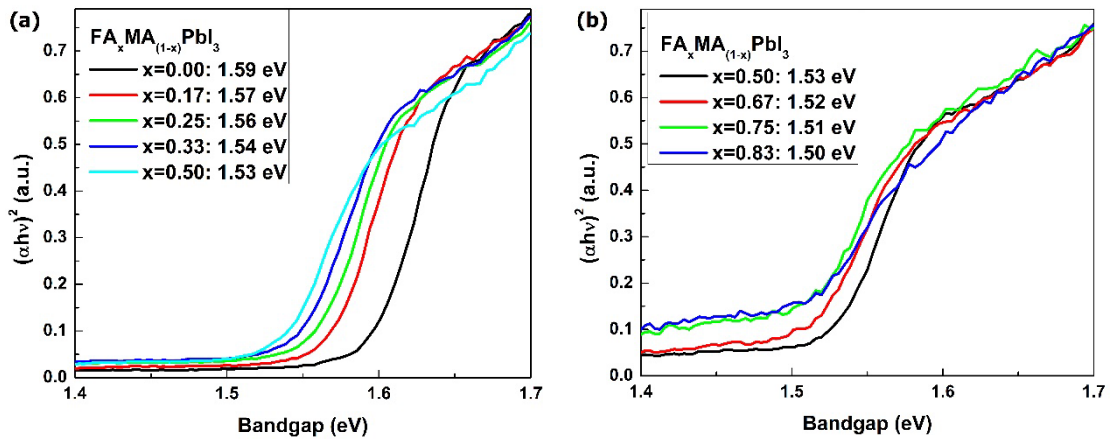 (a)
FAₓMA₍₁₋ₓ₎PbI₃
x=0.00: 1.59 eV
x=0.17: 1.57 eV
x=0.25: 1.56 eV
x=0.33: 1.54 eV
x=0.50: 1.53 eV
(αhν)² (a.u.)
0.7
0.6
0.5
0.4
0.3
0.2
0.1
0.0
1.4 1.5 1.6 1.7
Bandgap (eV)
(b)
FAₓMA₍₁₋ₓ₎PbI₃
x=0.50: 1.53 eV
x=0.67: 1.52 eV
x=0.75: 1.51 eV
x=0.83: 1.50 eV
(αhν)² (a.u.)
0.7
0.6
0.5
0.4
0.3
0.2
0.1
0.0
1.4 1.5 1.6 1.7
Bandgap (eV)